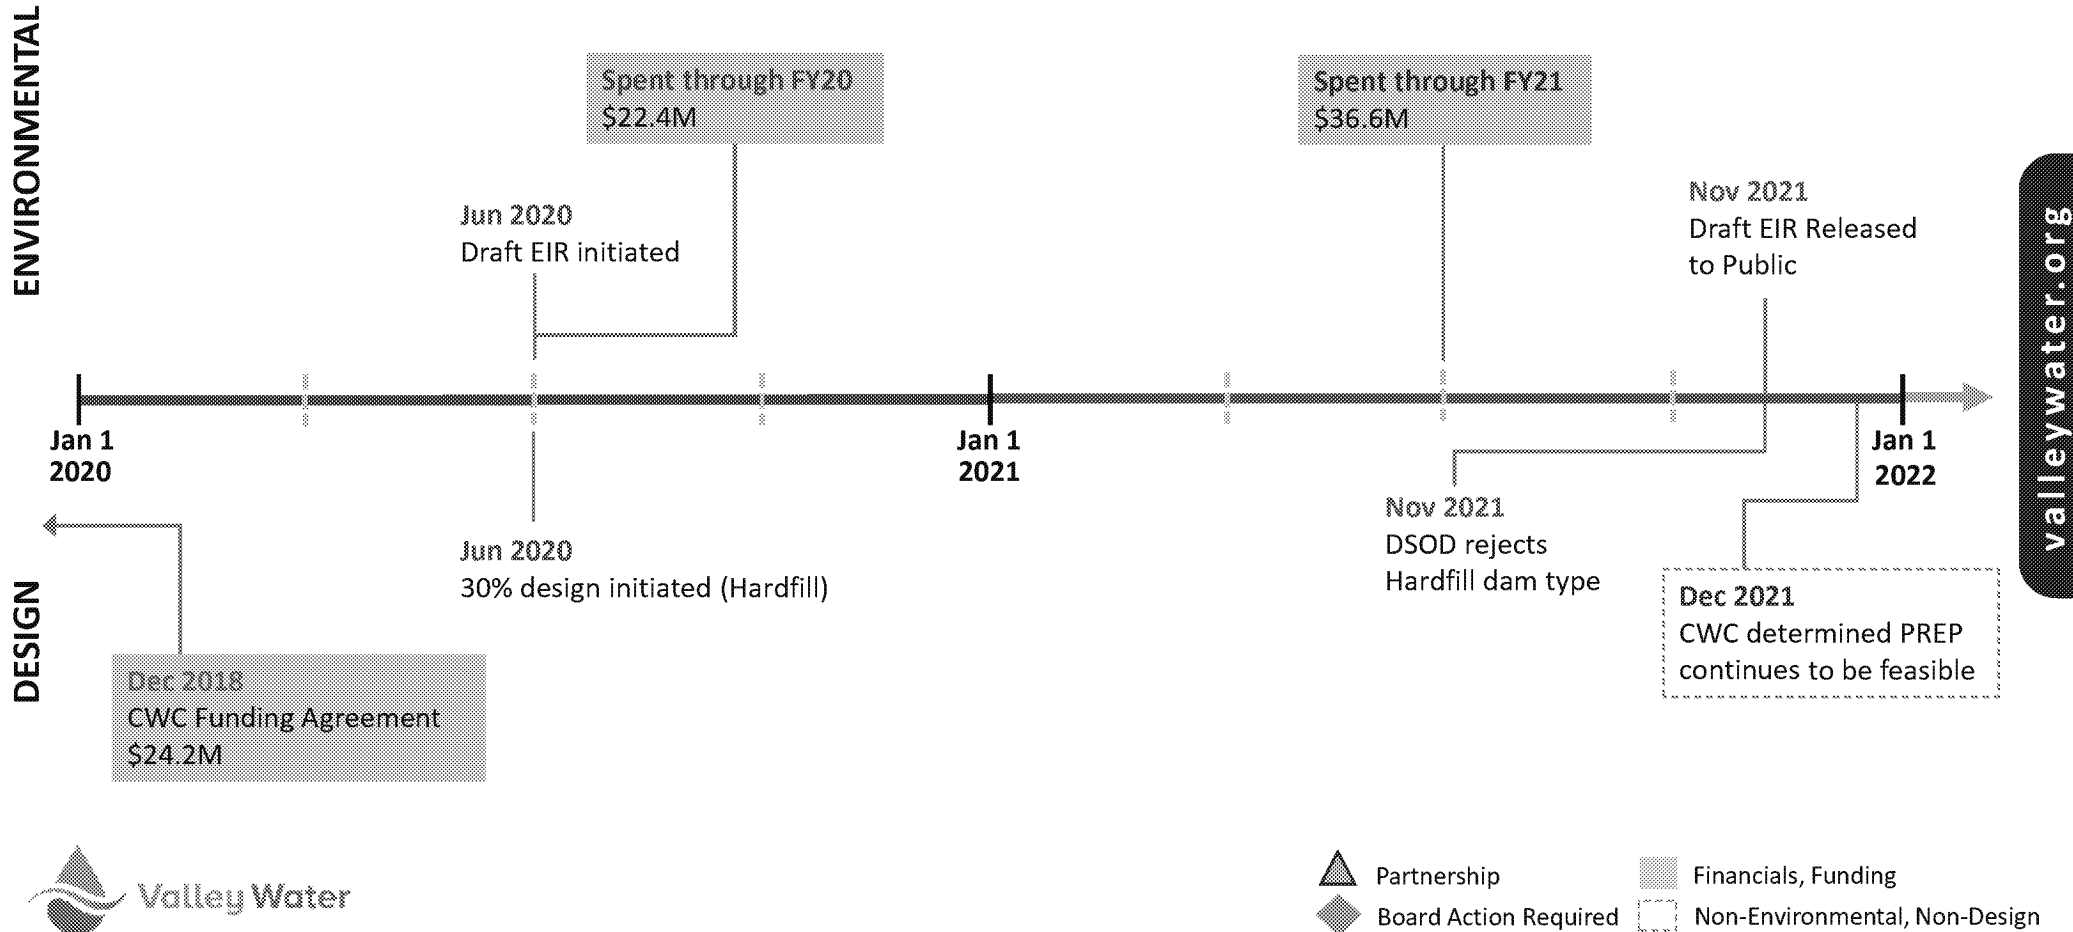 ENVIRONMENTAL
Spent through FY20
$22.4M
Spent through FY21
$36.6M
Jun 2020
Draft EIR initiated
Nov 2021
Draft EIR Released
to Public
valleywater.org
Jan 1
2020
Jan 1
2021
Jan 1
2022
DESIGN
Jun 2020
30% design initiated (Hardfill)
Nov 2021
DSOD rejects
Hardfill dam type
Dec 2021
CWC determined PREP
continues to be feasible
Dec 2018
CWC Funding Agreement
$24.2M
Valley Water
Partnership
Financials, Funding
Board Action Required
Non-Environmental, Non-Design